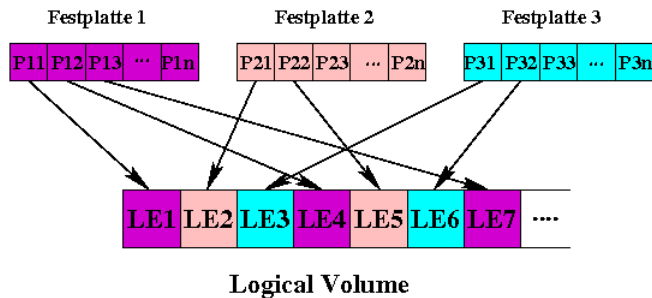 Festplatte 1 Festplatte 2 Festplatte 3
P11 P12 P13 ... P1n P21 P22 P23 ... P2n P31 P32 P33 ... P3n
LE1 LE2 LE3 LE4 LE5 LE6 LE7 ....
Logical Volume